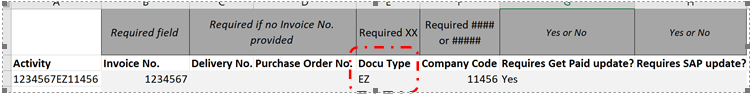 A B C D E F G H
Required field Required if no Invoice No. provided Required XX Required #### or ##### Yes or No Yes or No
Activity Invoice No. Delivery No. Purchase Order No. Docu Type Company Code Requires Get Paid update? Requires SAP update?
1234567EZ11456 1234567 EZ 11456 Yes